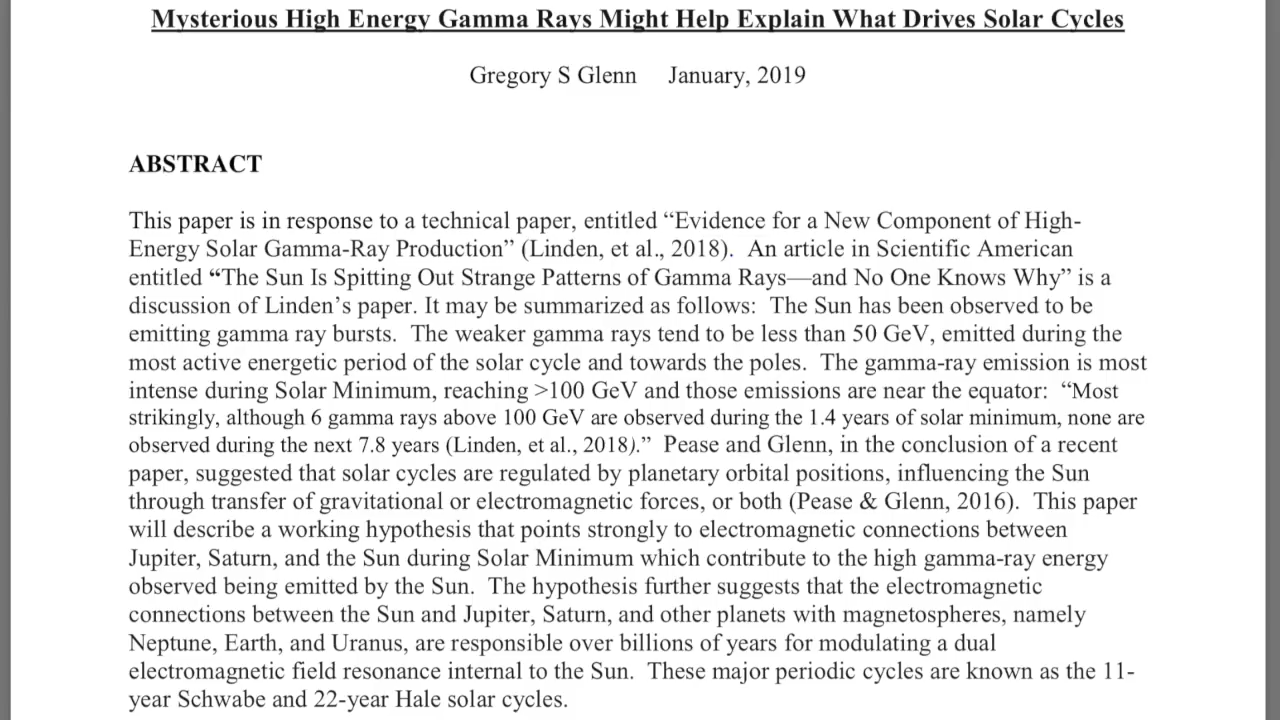 Mysterious High Energy Gamma Rays Might Help Explain What Drives Solar Cycles
Gregory S Glenn January, 2019
ABSTRACT
This paper is in response to a technical paper, entitled “Evidence for a New Component of High-
Energy Solar Gamma-Ray Production” (Linden, et al., 2018). An article in Scientific American
entitled “The Sun Is Spitting Out Strange Patterns of Gamma Rays—and No One Knows Why” is a
discussion of Linden’s paper. It may be summarized as follows: The Sun has been observed to be
emitting gamma ray bursts. The weaker gamma rays tend to be less than 50 GeV, emitted during the
most active energetic period of the solar cycle and towards the poles. The gamma-ray emission is most
intense during Solar Minimum, reaching >100 GeV and those emissions are near the equator: “Most
strikingly, although 6 gamma rays above 100 GeV are observed during the 1.4 years of solar minimum, none are
observed during the next 7.8 years (Linden, et al., 2018).” Pease and Glenn, in the conclusion of a recent
paper, suggested that solar cycles are regulated by planetary orbital positions, influencing the Sun
through transfer of gravitational or electromagnetic forces, or both (Pease & Glenn, 2016). This paper
will describe a working hypothesis that points strongly to electromagnetic connections between
Jupiter, Saturn, and the Sun during Solar Minimum which contribute to the high gamma-ray energy
observed being emitted by the Sun. The hypothesis further suggests that the electromagnetic
connections between the Sun and Jupiter, Saturn, and other planets with magnetospheres, namely
Neptune, Earth, and Uranus, are responsible over billions of years for modulating a dual
electromagnetic field resonance internal to the Sun. These major periodic cycles are known as the 11-
year Schwabe and 22-year Hale solar cycles.